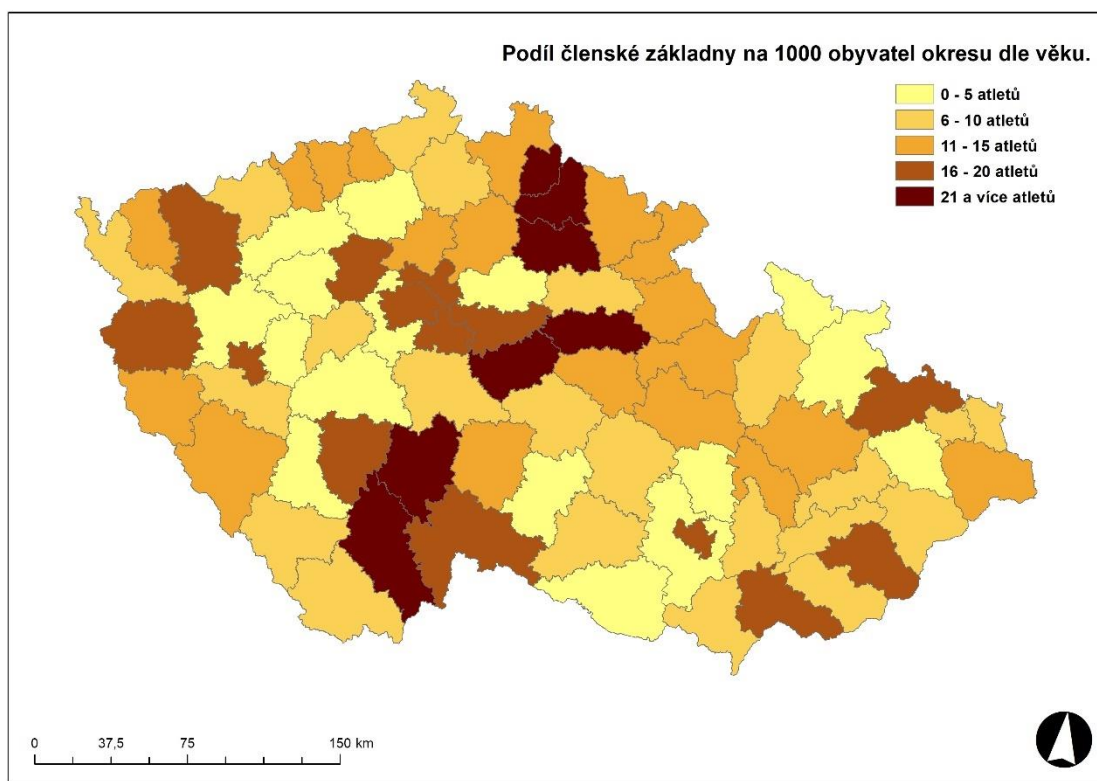 Podíl členské základny na 1000 obyvatel okresu dle věku.
0 - 5 atletů
6 - 10 atletů
11 - 15 atletů
16 - 20 atletů
21 a více atletů
0 37,5 75 150 km